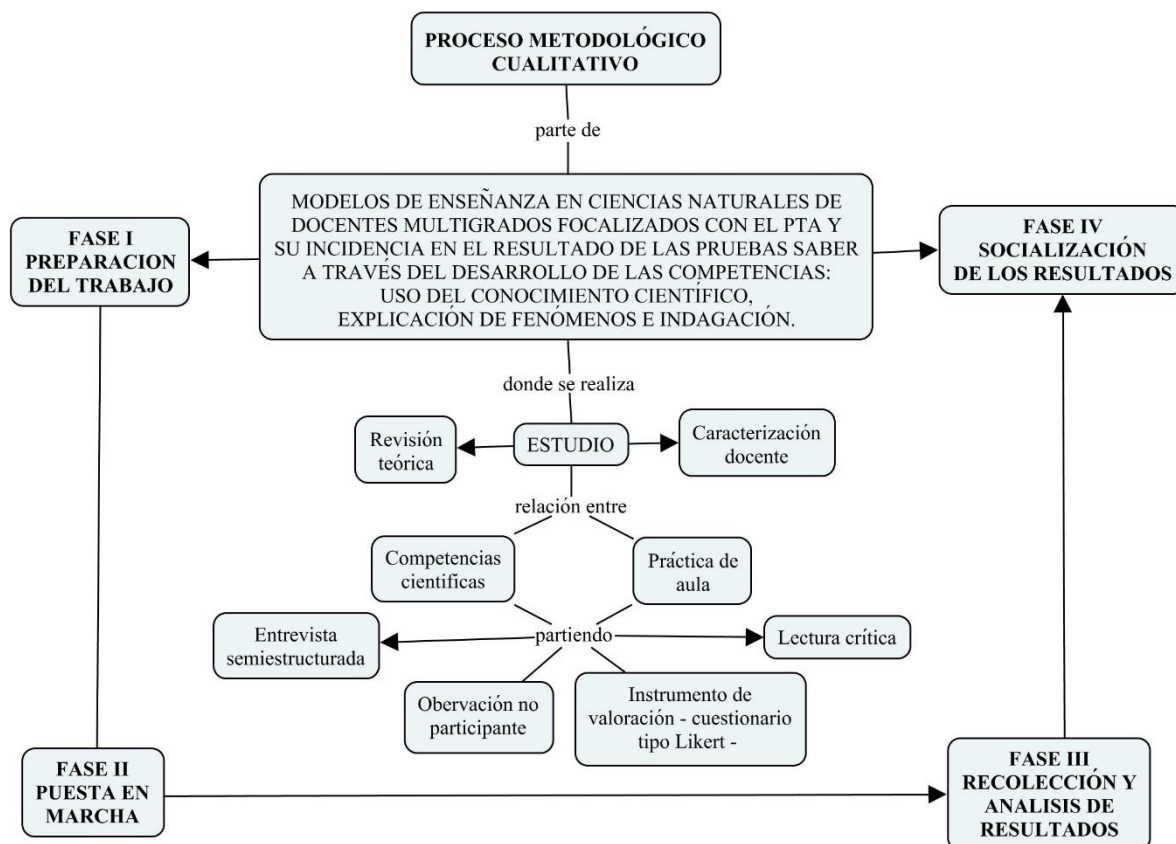 PROCESO METODOLÓGICO
CUALITATIVO
parte de
MODELOS DE ENSEÑANZA EN CIENCIAS NATURALES DE
DOCENTES MULTIGRADOS FOCALIZADOS CON EL PTA Y
SU INCIDENCIA EN EL RESULTADO DE LAS PRUEBAS SABER
A TRAVÉS DEL DESARROLLO DE LAS COMPETENCIAS:
USO DEL CONOCIMIENTO CIENTÍFICO,
EXPLICACIÓN DE FENÓMENOS E INDAGACIÓN.
FASE I
PREPARACION
DEL TRABAJO
FASE IV
SOCIALIZACIÓN
DE LOS RESULTADOS
donde se realiza
Revisión
teórica
ESTUDIO
Caracterización
docente
relación entre
Competencias
cientificas
Práctica de
aula
Entrevista
semiestructurada
partiendo
Lectura crítica
Obervación no
participante
Instrumento de
valoración - cuestionario
tipo Likert -
FASE II
PUESTA EN
MARCHA
FASE III
RECOLECCIÓN Y
ANALISIS DE
RESULTADOS